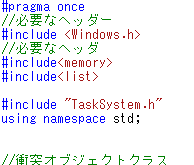 #pragma once
//必要なヘッダー
#include <Windows.h>
//必要なヘッダ
#include<memory>
#include<list>
#include "TaskSystem.h"
using namespace std;
//衝突オブジェクトクラス